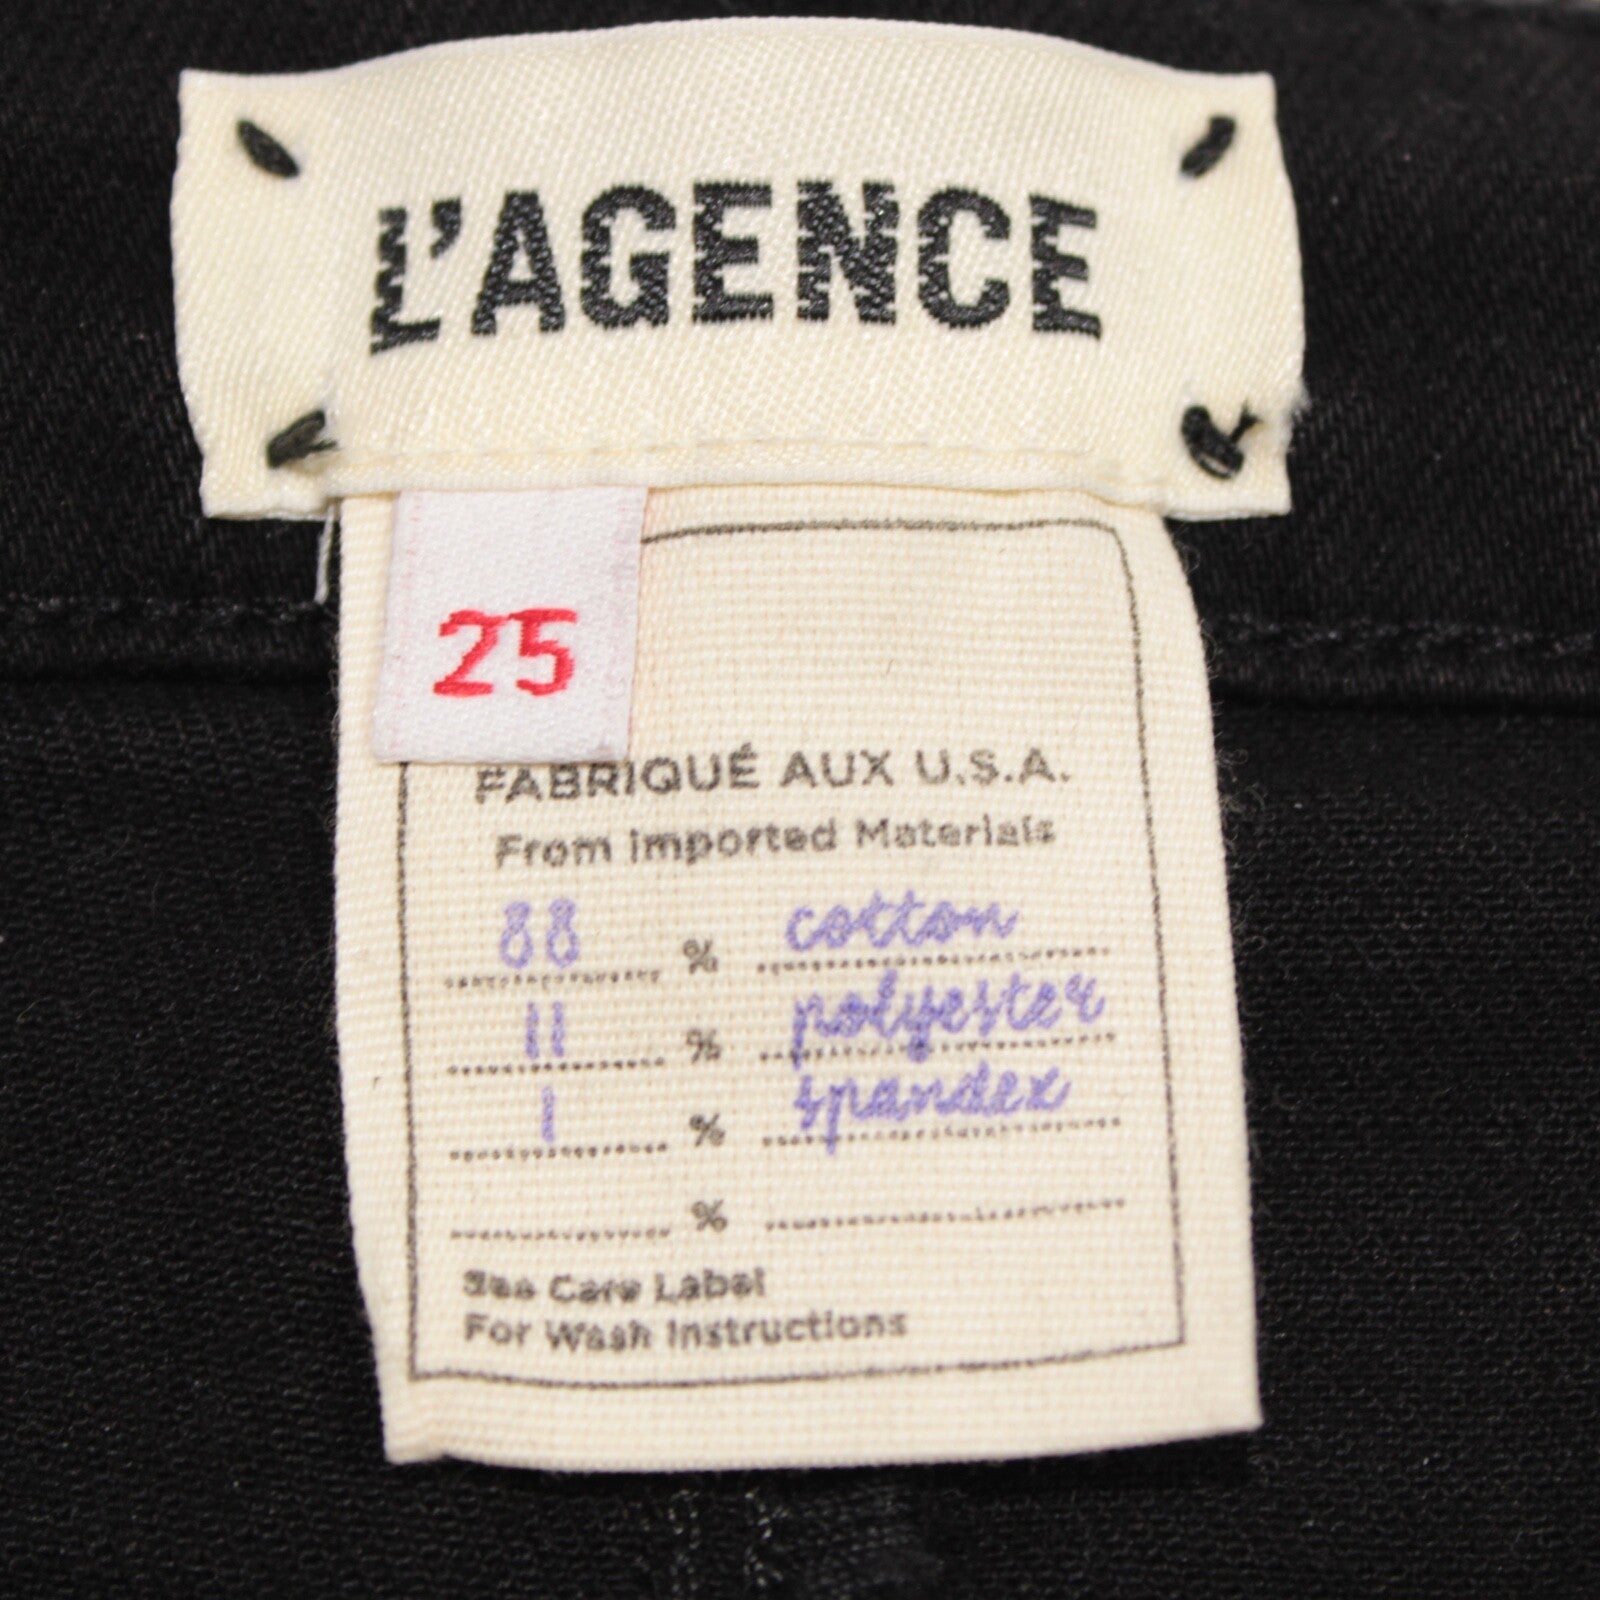 L'AGENCE
25
FABRIQUÉ AUX U.S.A.
From Imported Materials
88 % cotton
11 % polyester
1 % spandex
%
See Care Label
For Wash Instructions